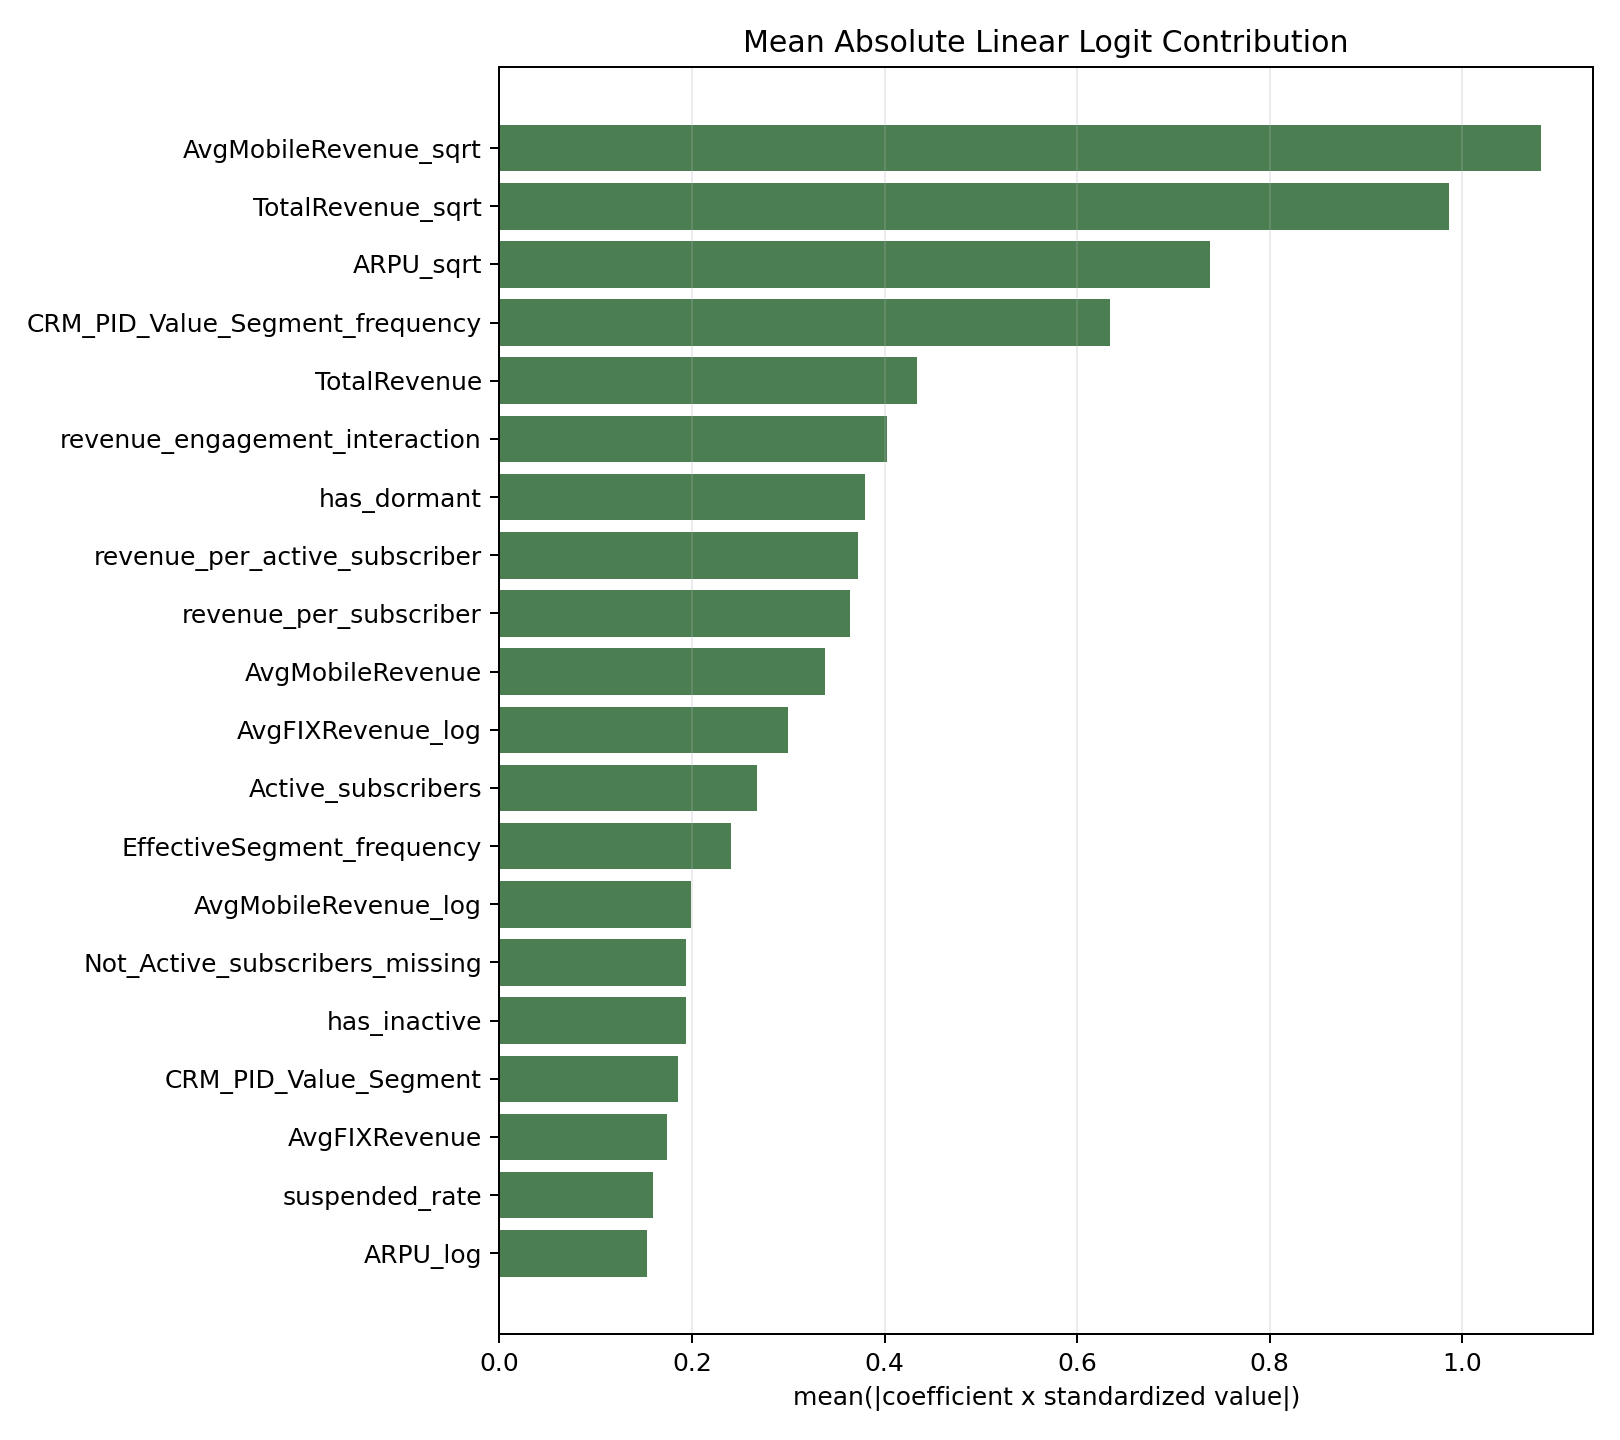 Mean Absolute Linear Logit Contribution
AvgMobileRevenue_sqrt
TotalRevenue_sqrt
ARPU_sqrt
CRM_PID_Value_Segment_frequency
TotalRevenue
revenue_engagement_interaction
has_dormant
revenue_per_active_subscriber
revenue_per_subscriber
AvgMobileRevenue
AvgFIXRevenue_log
Active_subscribers
EffectiveSegment_frequency
AvgMobileRevenue_log
Not_Active_subscribers_missing
has_inactive
CRM_PID_Value_Segment
AvgFIXRevenue
suspended_rate
ARPU_log
0.0 0.2 0.4 0.6 0.8 1.0
mean(|coefficient x standardized value|)